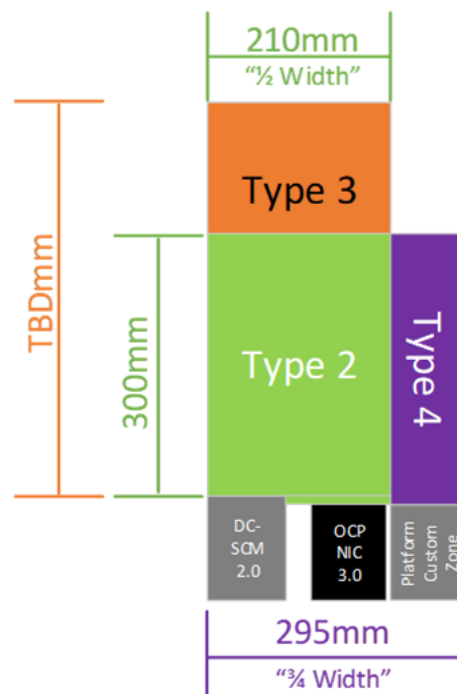 210mm
“½ Width”
Type 3
TBDmm
300mm
Type 2
Type 4
DC-
SCM
2.0
OCP
NIC
3.0
Platform
Custom
Zone
295mm
“¾ Width”